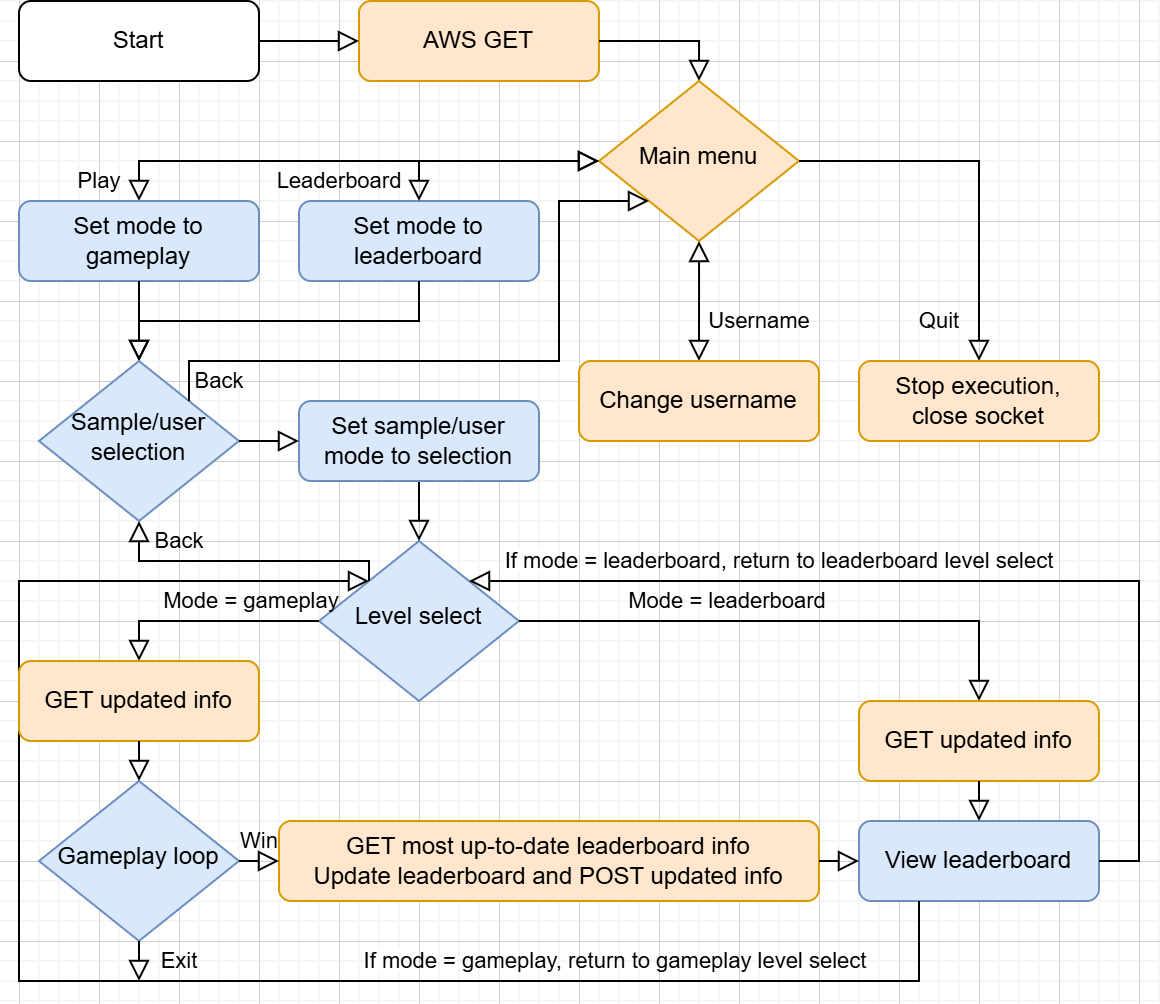 Start
AWS GET
Main menu
Play
Leaderboard
Set mode to
gameplay
Set mode to
leaderboard
Username
Quit
Back
Change username
Stop execution,
close socket
Sample/user
selection
Set sample/user
mode to selection
Back
If mode = leaderboard, return to leaderboard level select
Mode = gameplay
Level select
Mode = leaderboard
GET updated info
GET updated info
Gameplay loop
Win
GET most up-to-date leaderboard info
Update leaderboard and POST updated info
View leaderboard
Exit
If mode = gameplay, return to gameplay level select